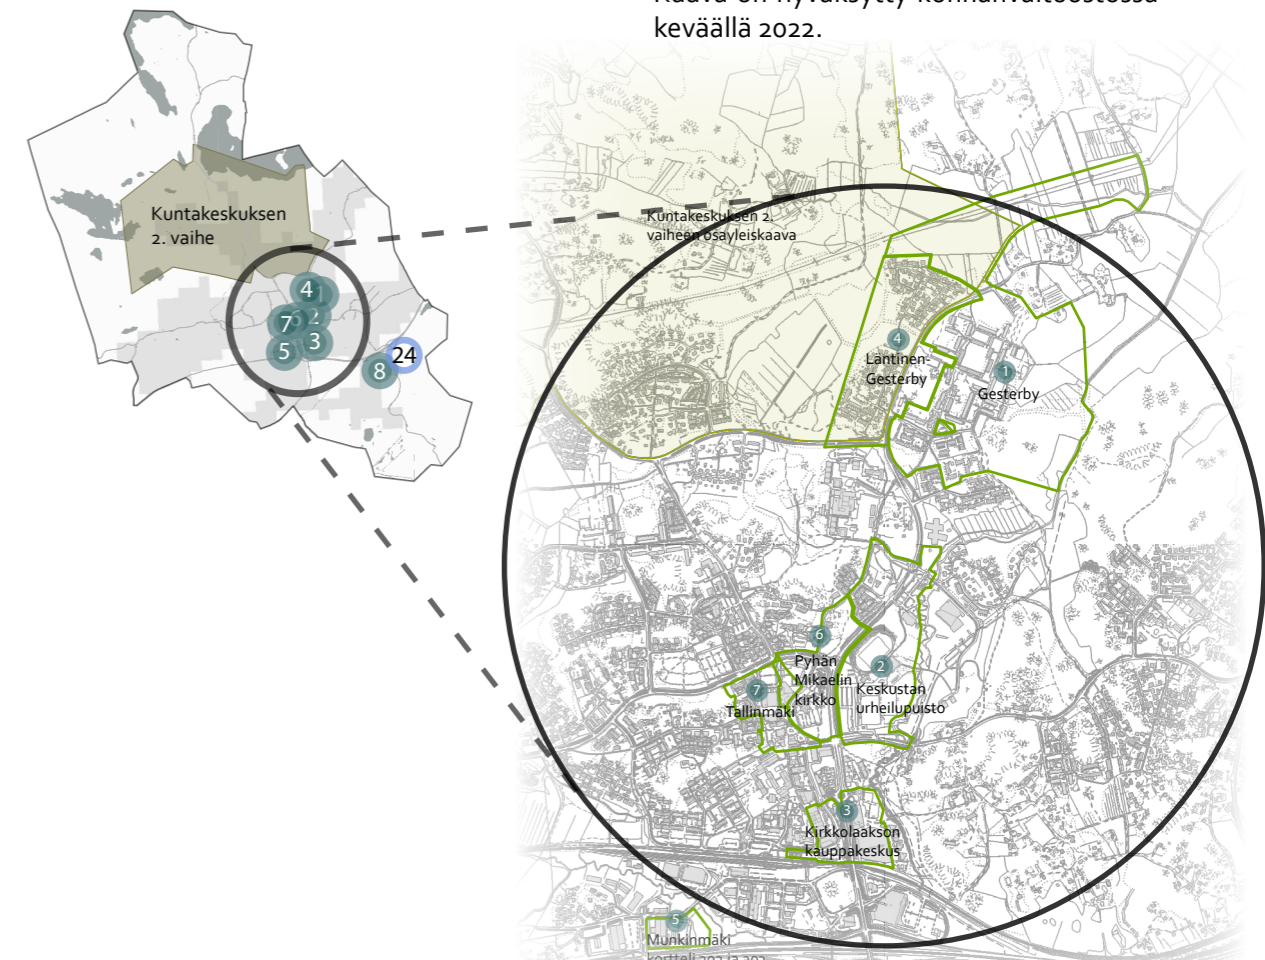 keväällä 2022.
Kuntakeskuksen
2. vaihe
4
7
2
3
5
8
24
Kuntakeskuksen 2.
vaiheen osayleiskaava
4
Läntinen-
Gesterby
1
Gesterby
6
Pyhän
Mikaelin
kirkko
2
Keskustan
urheilupuisto
7
Tallinmäki
3
Kirkkolaakson
kauppakeskus
5
Munkinmäki